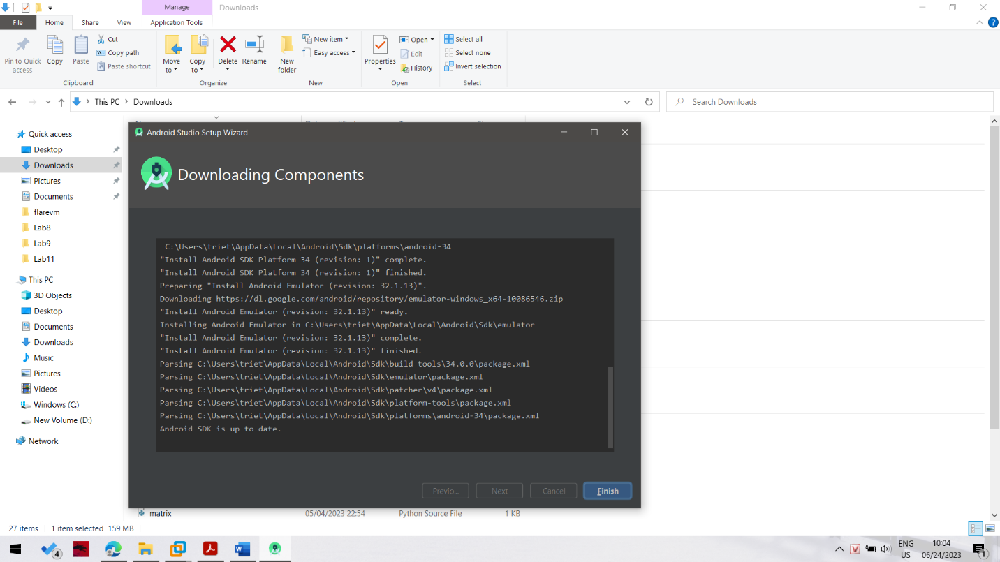 Manage
Downloads
File
Home
Share
View
Application Tools
Pin to Quick access
Copy
Paste
Cut
Copy path
Paste shortcut
Clipboard
Move to
Copy to
Delete
Rename
Organize
New folder
New item
Easy access
New
Properties
Open
Edit
History
Open
Select all
Select none
Invert selection
Select
This PC > Downloads
Search Downloads
Quick access
Desktop
Downloads
Pictures
Documents
flarevm
Lab8
Lab9
Lab11
This PC
3D Objects
Desktop
Documents
Downloads
Music
Pictures
Videos
Windows (C:)
New Volume (D:)
Network
Android Studio Setup Wizard
Downloading Components
C:\Users\triet\AppData\Local\Android\Sdk\platforms\android-34
"Install Android SDK Platform 34 (revision: 1)" complete.
"Install Android SDK Platform 34 (revision: 1)" finished.
Preparing "Install Android Emulator (revision: 32.1.13)".
Downloading https://dl.google.com/android/repository/emulator-windows_x64-10086546.zip
"Install Android Emulator (revision: 32.1.13)" ready.
Installing Android Emulator in C:\Users\triet\AppData\Local\Android\Sdk\emulator
"Install Android Emulator (revision: 32.1.13)" complete.
"Install Android Emulator (revision: 32.1.13)" finished.
Parsing C:\Users\triet\AppData\Local\Android\Sdk\build-tools\34.0.0\package.xml
Parsing C:\Users\triet\AppData\Local\Android\Sdk\emulator\package.xml
Parsing C:\Users\triet\AppData\Local\Android\Sdk\patcher\v4\package.xml
Parsing C:\Users\triet\AppData\Local\Android\Sdk\platform-tools\package.xml
Parsing C:\Users\triet\AppData\Local\Android\Sdk\platforms\android-34\package.xml
Android SDK is up to date.
Previo...
Next
Cancel
Finish
matrix 05/04/2023 22:54 Python Source File 1 KB
27 items 1 item selected 159 MB
4
ENG
US
10:04
06/24/2023
1